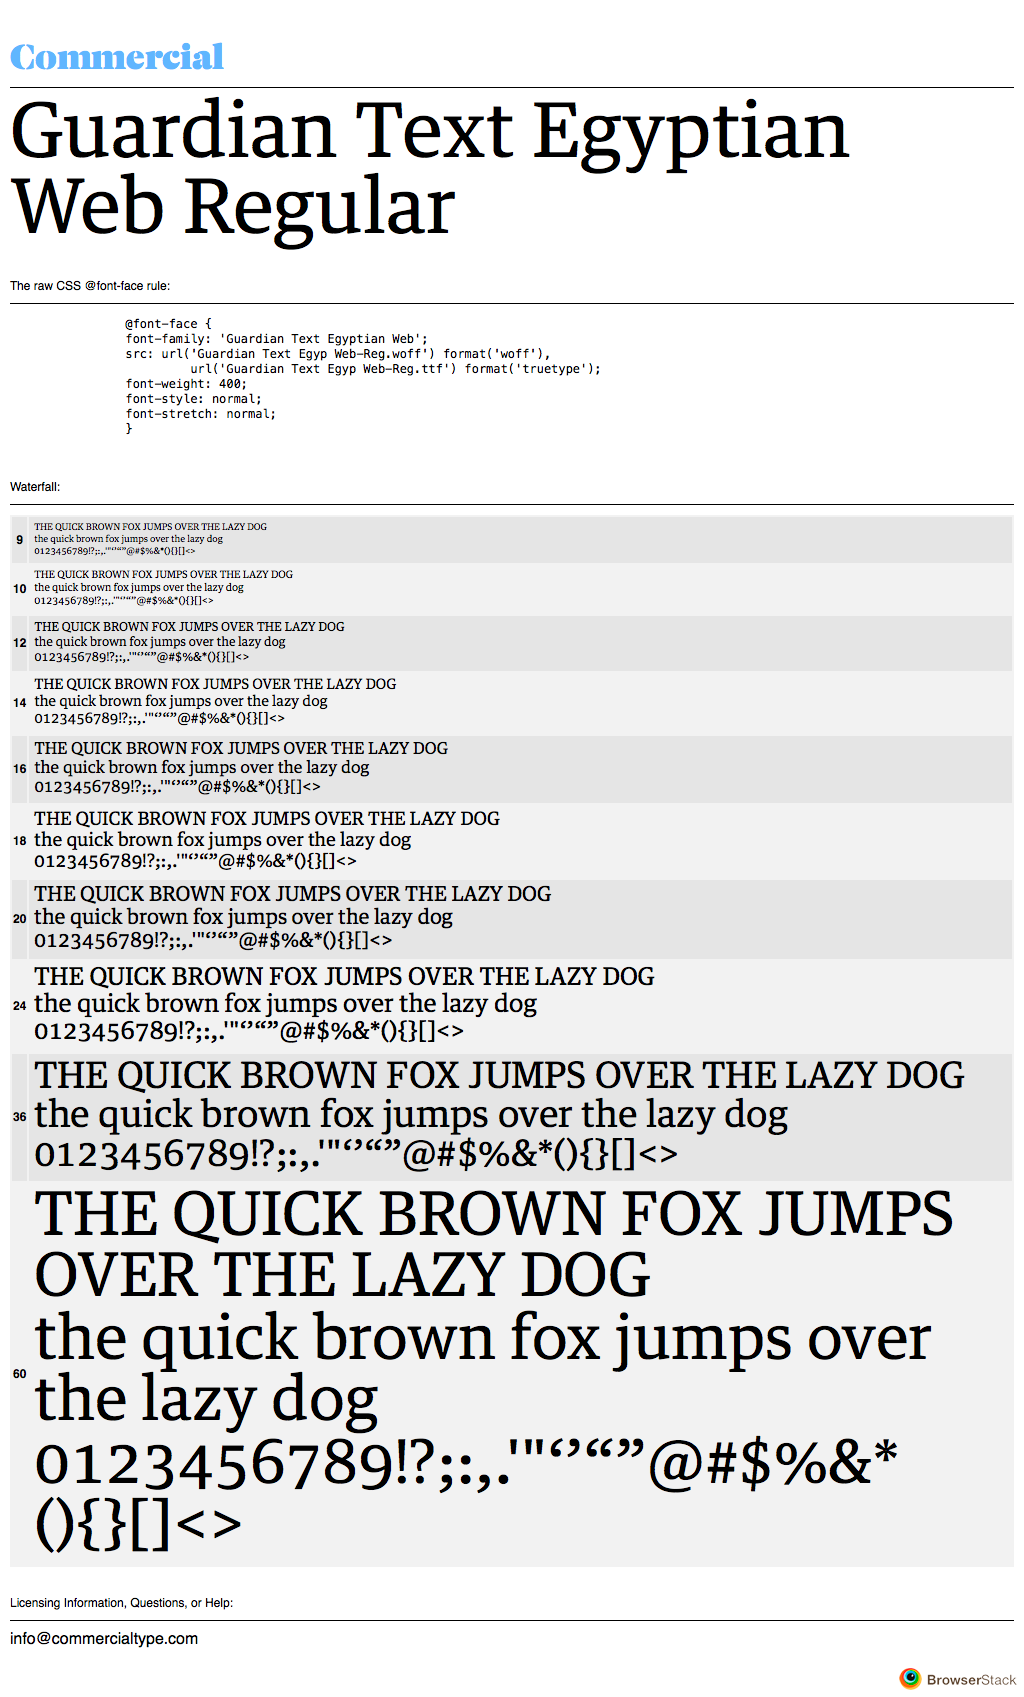 Commercial
Guardian Text Egyptian
Web Regular
The raw CSS @font-face rule:
@font-face {
font-family: 'Guardian Text Egyptian Web';
src: url('Guardian Text Egyp Web-Reg.woff') format('woff'),
url('Guardian Text Egyp Web-Reg.ttf') format('truetype');
font-weight: 400;
font-style: normal;
font-stretch: normal;
}
Waterfall:
THE QUICK BROWN FOX JUMPS OVER THE LAZY DOG
9 the quick brown fox jumps over the lazy dog
0123456789!?;:,.'"‘’“”@#$%&*(){}[]<>
THE QUICK BROWN FOX JUMPS OVER THE LAZY DOG
10 the quick brown fox jumps over the lazy dog
0123456789!?;:,.'"‘’“”@#$%&*(){}[]<>
THE QUICK BROWN FOX JUMPS OVER THE LAZY DOG
12 the quick brown fox jumps over the lazy dog
0123456789!?;:,.'"‘’“”@#$%&*(){}[]<>
THE QUICK BROWN FOX JUMPS OVER THE LAZY DOG
14 the quick brown fox jumps over the lazy dog
0123456789!?;:,.'"‘’“”@#$%&*(){}[]<>
THE QUICK BROWN FOX JUMPS OVER THE LAZY DOG
16 the quick brown fox jumps over the lazy dog
0123456789!?;:,.'"‘’“”@#$%&*(){}[]<>
THE QUICK BROWN FOX JUMPS OVER THE LAZY DOG
18 the quick brown fox jumps over the lazy dog
0123456789!?;:,.'"‘’“”@#$%&*(){}[]<>
THE QUICK BROWN FOX JUMPS OVER THE LAZY DOG
20 the quick brown fox jumps over the lazy dog
0123456789!?;:,.'"‘’“”@#$%&*(){}[]<>
THE QUICK BROWN FOX JUMPS OVER THE LAZY DOG
24 the quick brown fox jumps over the lazy dog
0123456789!?;:,.'"‘’“”@#$%&*(){}[]<>
THE QUICK BROWN FOX JUMPS OVER THE LAZY DOG
36 the quick brown fox jumps over the lazy dog
0123456789!?;:,.'"‘’“”@#$%&*(){}[]<>
THE QUICK BROWN FOX JUMPS
OVER THE LAZY DOG
the quick brown fox jumps over
60 the lazy dog
0123456789!?;:,.'"‘’“”@#$%&*
(){}[]<>
Licensing Information, Questions, or Help:
info@commercialtype.com
BrowserStack